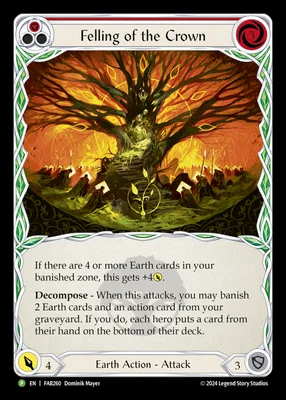 Felling of the Crown
If there are 4 or more Earth cards in your
banished zone, this gets +4.
Decompose - When this attacks, you may banish
2 Earth cards and an action card from your
graveyard. If you do, each hero puts a card from
their hand on the bottom of their deck.
4
Earth Action - Attack
3
P EN | FAB260 Dominik Mayer
© 2024 Legend Story Studios